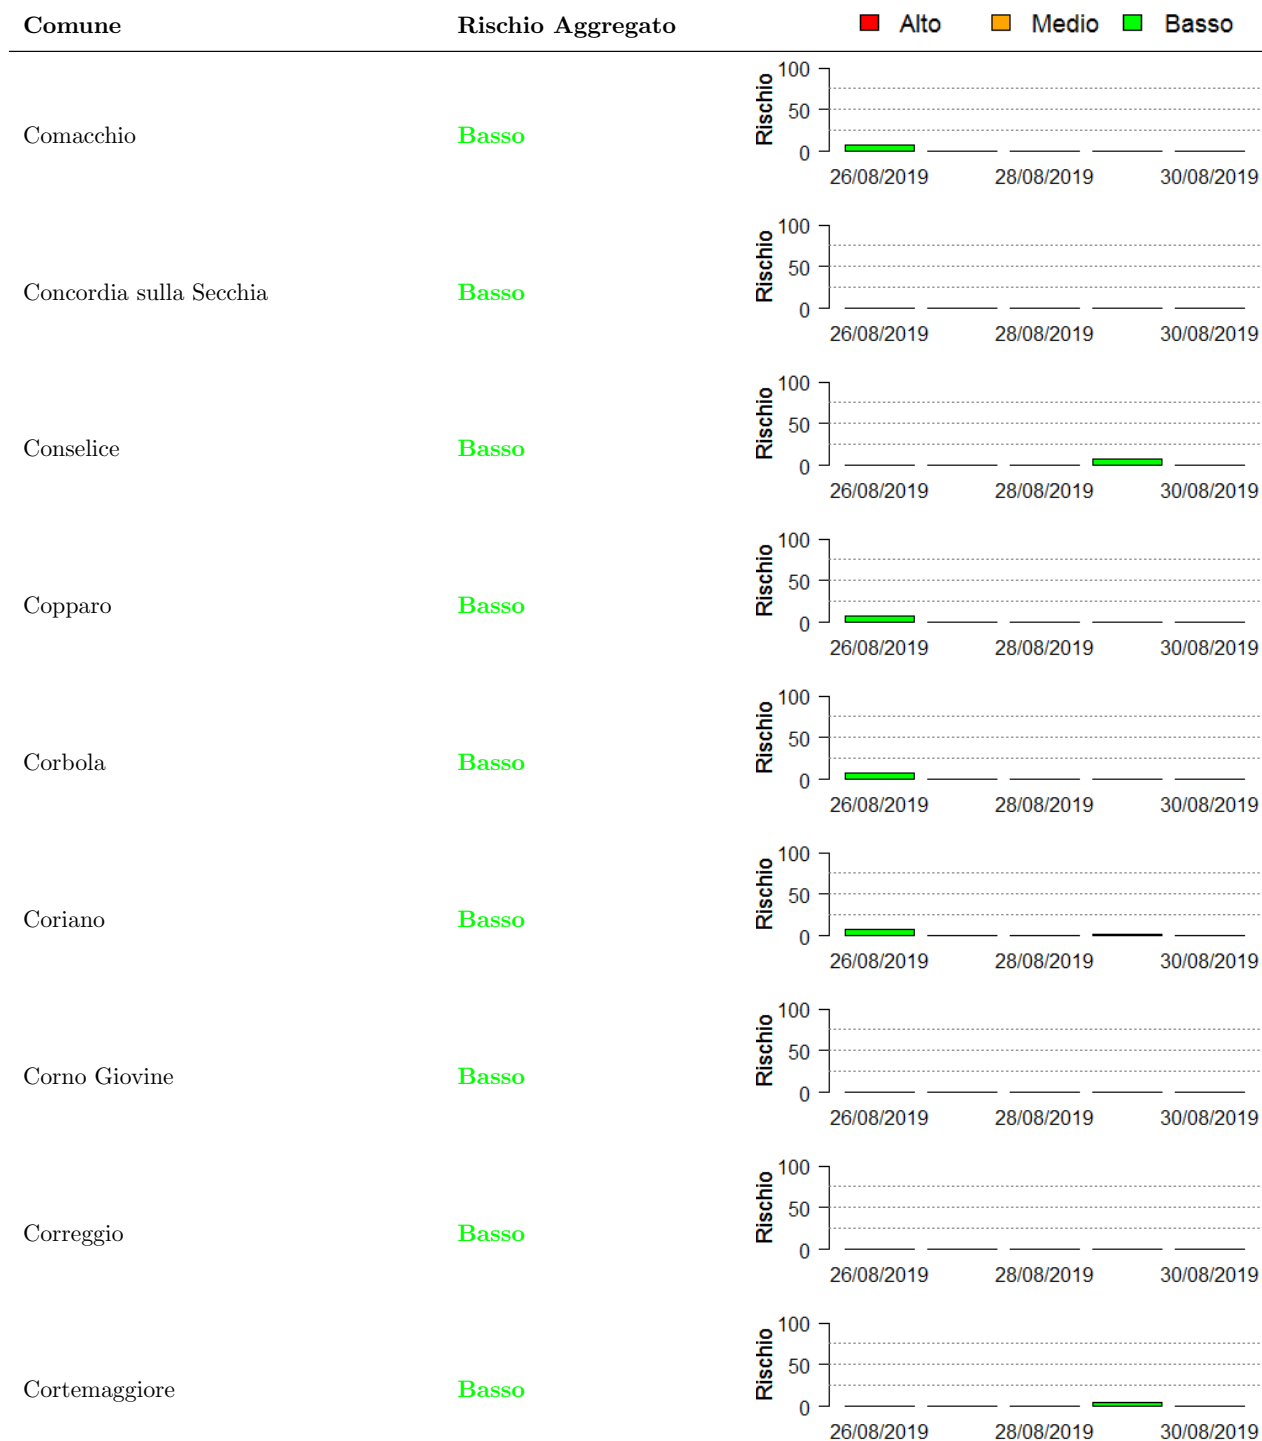 Comune Rischio Aggregato Alto Medio Basso
Comacchio Basso Rischio 100 50 0
26/08/2019 28/08/2019 30/08/2019
Concordia sulla Secchia Basso Rischio 100 50 0
26/08/2019 28/08/2019 30/08/2019
Conselice Basso Rischio 100 50 0
26/08/2019 28/08/2019 30/08/2019
Copparo Basso Rischio 100 50 0
26/08/2019 28/08/2019 30/08/2019
Corbola Basso Rischio 100 50 0
26/08/2019 28/08/2019 30/08/2019
Coriano Basso Rischio 100 50 0
26/08/2019 28/08/2019 30/08/2019
Corno Giovine Basso Rischio 100 50 0
26/08/2019 28/08/2019 30/08/2019
Correggio Basso Rischio 100 50 0
26/08/2019 28/08/2019 30/08/2019
Cortemaggiore Basso Rischio 100 50 0
26/08/2019 28/08/2019 30/08/2019